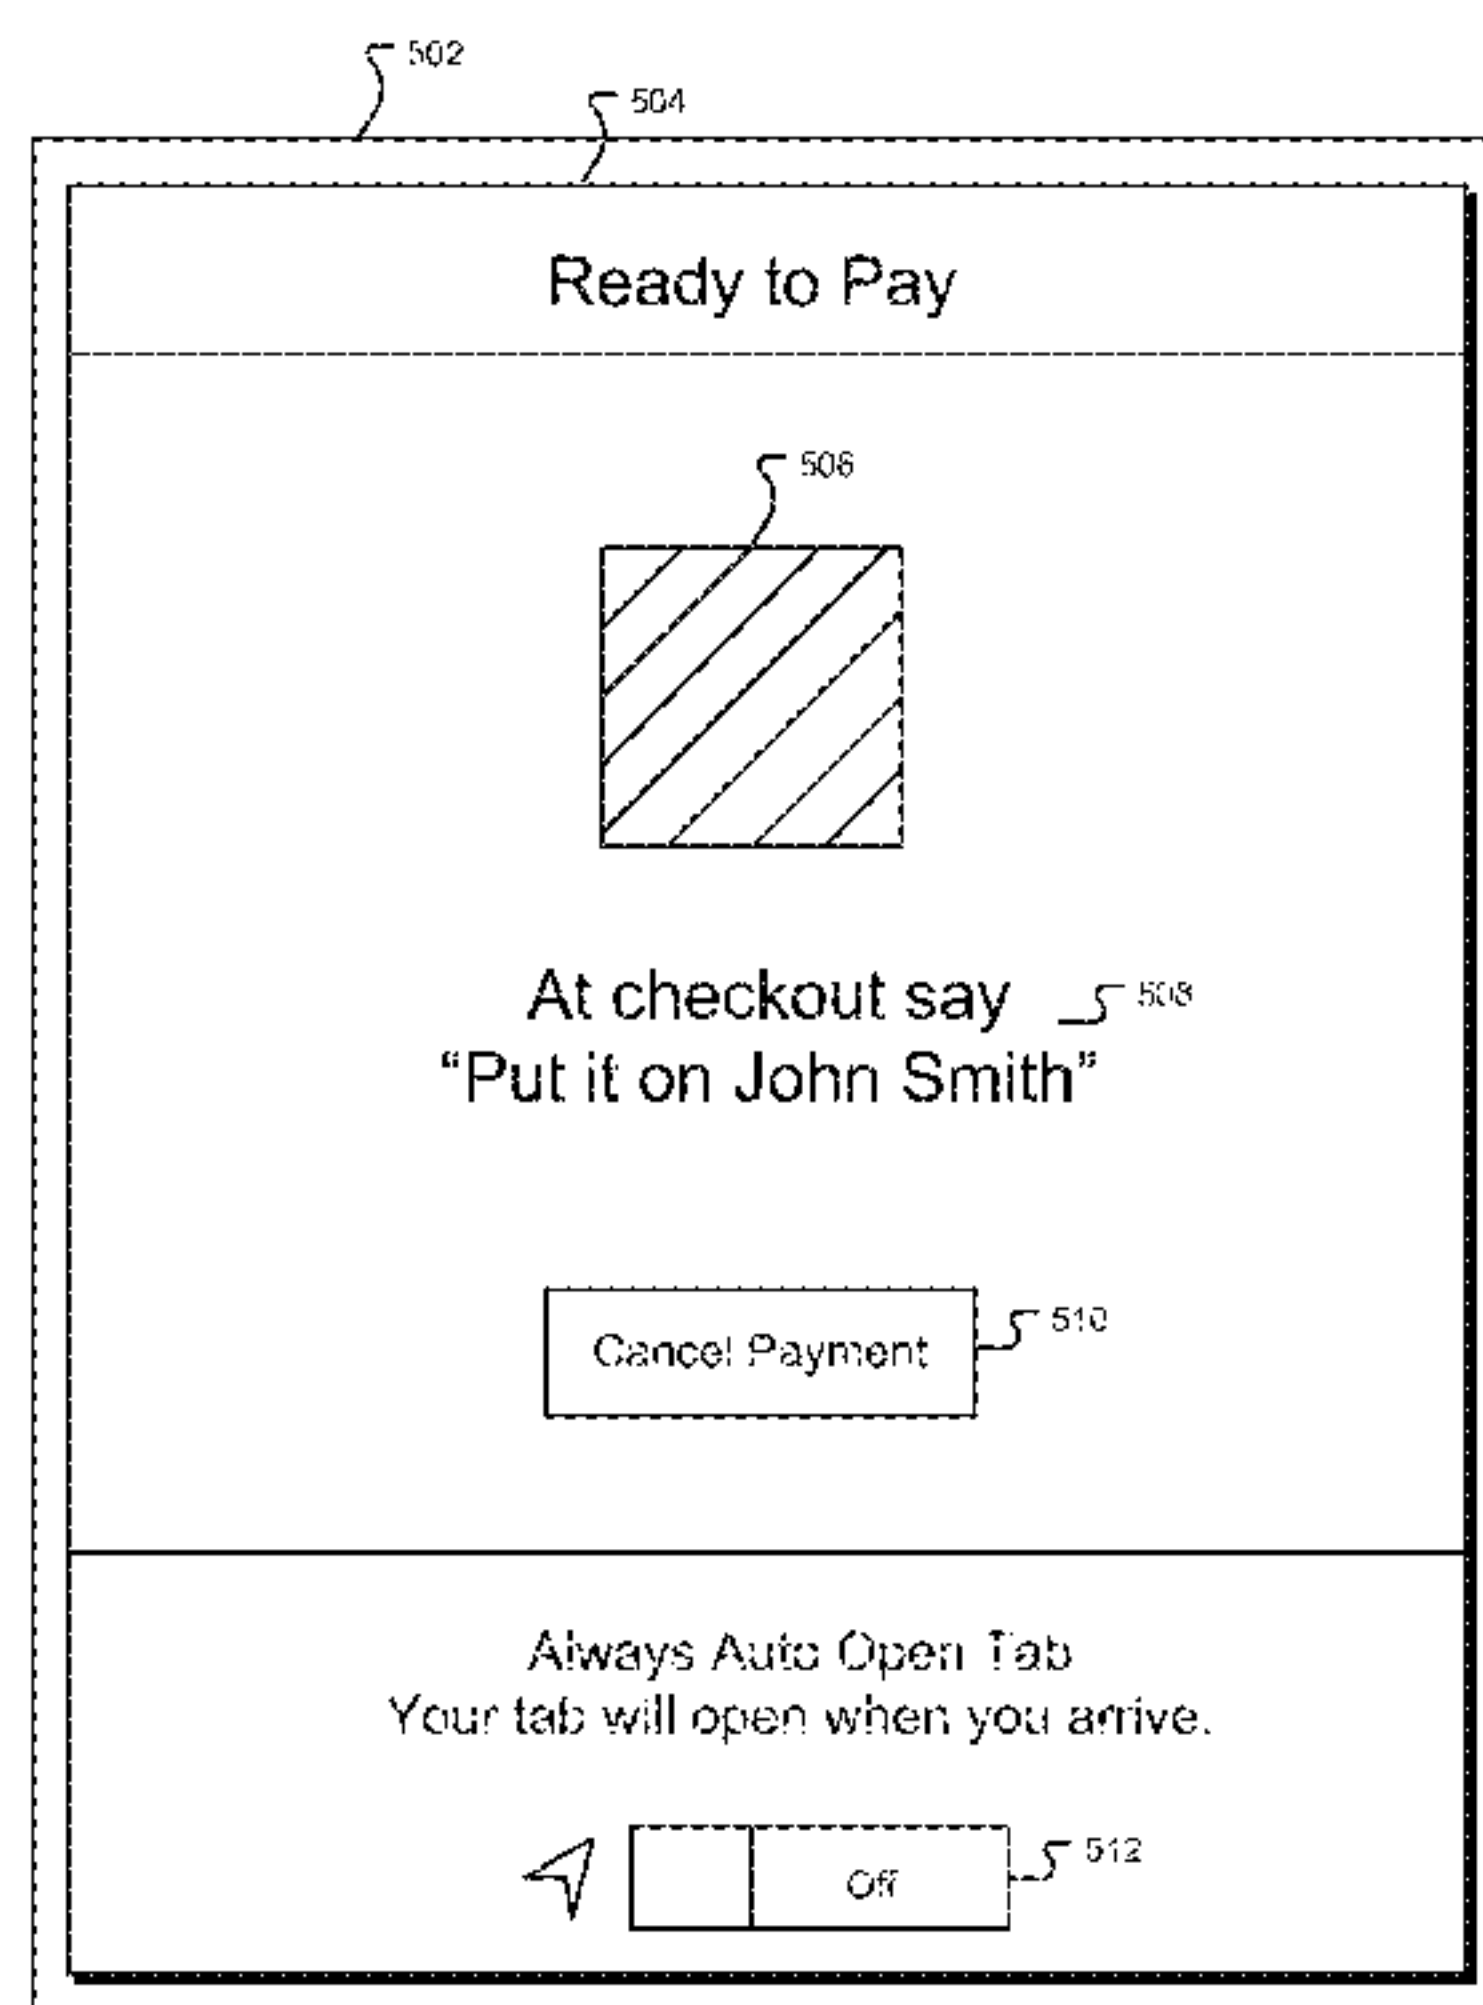 502
504
Ready to Pay
506
At checkout say
508
“Put it on John Smith”
Cancel Payment
510
Always Auto Open Tab
Your tab will open when you arrive.
Off
512